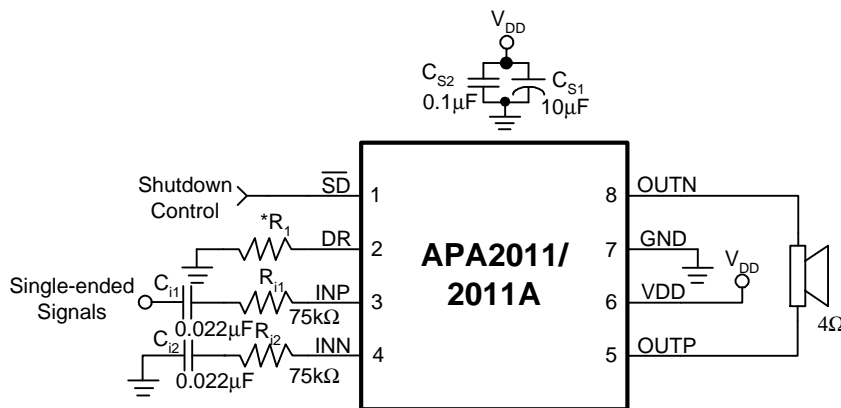 VDD
CS2
CS1
0.1µF
10µF
Shutdown
Control
SD
1
8
OUTN
*R1
DR
2
APA2011/
2011A
7
GND
VDD
Single-ended
Signals
Ci1
Ri1
INP
3
6
VDD
0.022µF
75kΩ
4Ω
Ci2
Ri2
INN
4
5
OUTP
0.022µF
75kΩ